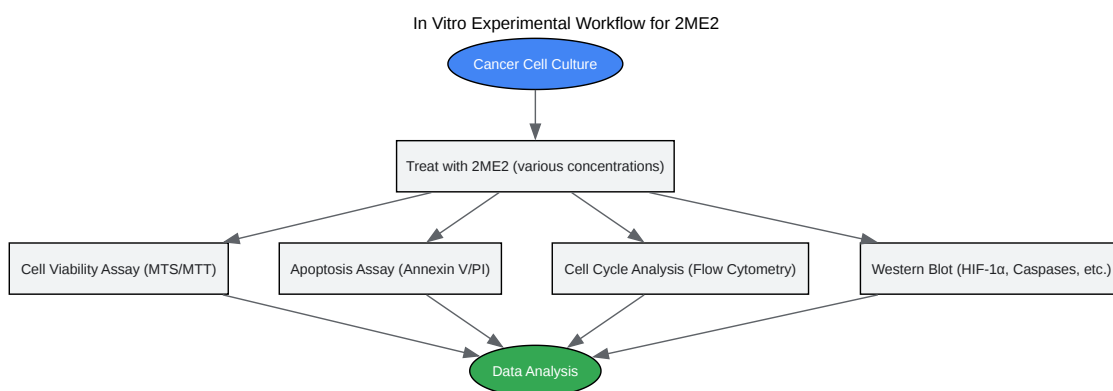 In Vitro Experimental Workflow for 2ME2
Cancer Cell Culture
Treat with 2ME2 (various concentrations)
Cell Viability Assay (MTS/MTT)
Apoptosis Assay (Annexin V/PI)
Cell Cycle Analysis (Flow Cytometry)
Western Blot (HIF-1α, Caspases, etc.)
Data Analysis